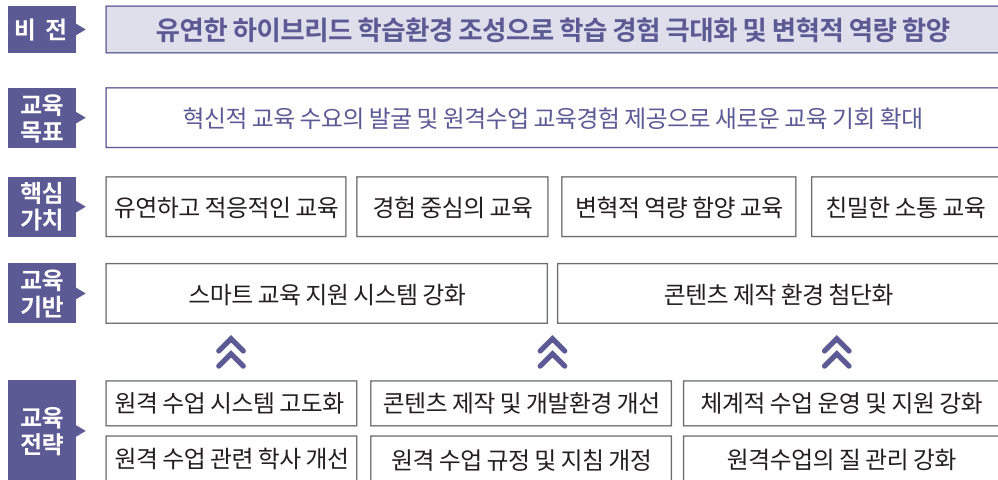 비 전
유연한 하이브리드 학습환경 조성으로 학습 경험 극대화 및 변혁적 역량 함양
교육
목표
혁신적 교육 수요의 발굴 및 원격수업 교육경험 제공으로 새로운 교육 기회 확대
핵심
가치
유연하고 적응적인 교육
경험 중심의 교육
변혁적 역량 함양 교육
친밀한 소통 교육
교육
기반
스마트 교육 지원 시스템 강화
콘텐츠 제작 환경 첨단화
교육
전략
원격 수업 시스템 고도화
콘텐츠 제작 및 개발환경 개선
체계적 수업 운영 및 지원 강화
원격 수업 관련 학사 개선
원격 수업 규정 및 지침 개정
원격수업의 질 관리 강화